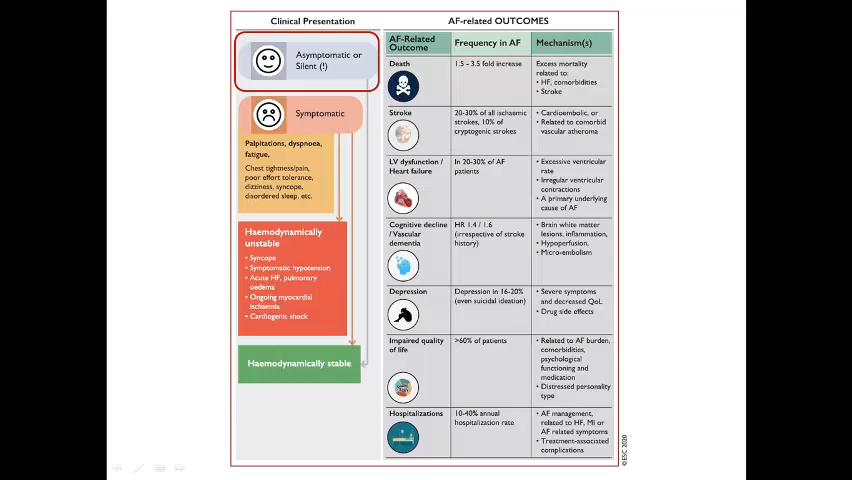 Clinical Presentation
Asymptomatic or
Silent (!)
Symptomatic
Palpitations, dyspnoea,
fatigue,
Chest tightness/pain,
poor effort tolerance,
dizziness, syncope,
disordered sleep, etc.
Haemodynamically
unstable
• Syncope
• Symptomatic hypotension
• Acute HF, pulmonary
oedema
• Ongoing myocardial
ischaemia
• Cardiogenic shock
Haemodynamically stable
AF-related OUTCOMES
AF-Related
Outcome
Frequency in AF
Mechanism(s)
Death
1.5 - 3.5 fold increase
Excess mortality
related to:
• HF, comorbidities
• Stroke
Stroke
20-30% of all ischaemic
strokes, 10% of
cryptogenic strokes
• Cardioembolic, or
• Related to comorbid
vascular atheroma
LV dysfunction /
Heart failure
In 20-30% of AF
patients
• Excessive ventricular
rate
• Irregular ventricular
contractions
• A primary underlying
cause of AF
Cognitive decline
/ Vascular
dementia
HR 1.4 / 1.6
(irrespective of stroke
history)
• Brain white matter
lesions, inflammation,
• Hypoperfusion,
• Micro-embolism
Depression
Depression in 16-20%
(even suicidal ideation)
• Severe symptoms
and decreased QoL
• Drug side effects
Impaired quality
of life
>60% of patients
• Related to AF burden,
comorbidities,
psychological
functioning and
medication
• Distressed personality
type
Hospitalizations
10-40% annual
hospitalization rate
• AF management,
related to HF, MI or
AF related symptoms
• Treatment-associated
complications
©ESC 2020